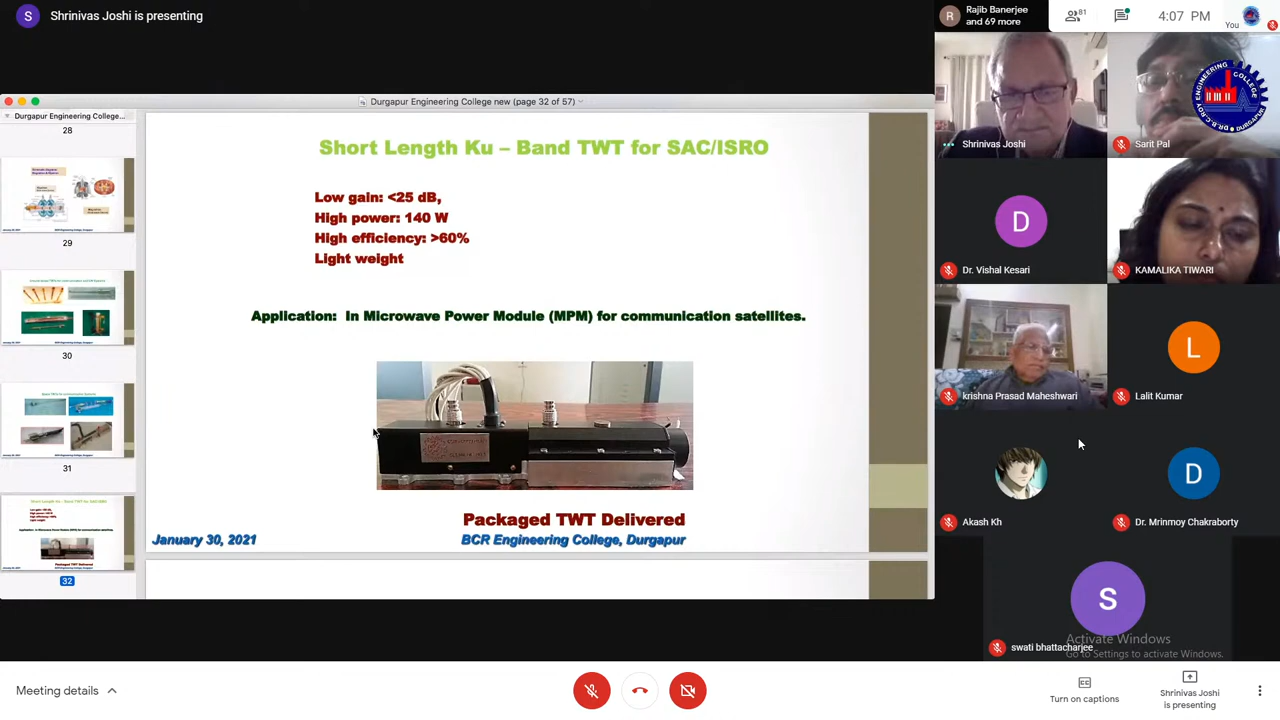 S
Shrinivas Joshi is presenting
R
Rajib Banerjee
and 69 more
81
4:07 PM
You
Durgapur Engineering College new (page 32 of 57)
Durgapur Engineering College...
28
29
30
31
32
Short Length Ku – Band TWT for SAC/ISRO
Low gain: <25 dB,
High power: 140 W
High efficiency: >60%
Light weight
Application: In Microwave Power Module (MPM) for communication satellites.
Packaged TWT Delivered
January 30, 2021
BCR Engineering College, Durgapur
Shrinivas Joshi
Sarit Pal
D
Dr. Vishal Kesari
KAMALIKA TIWARI
krishna Prasad Maheshwari
L
Lalit Kumar
Akash Kh
D
Dr. Mrinmoy Chakraborty
S
swati bhattacharjee
Activate Windows
Go to Settings to activate Windows.
Meeting details
CC
Turn on captions
Shrinivas Joshi
is presenting